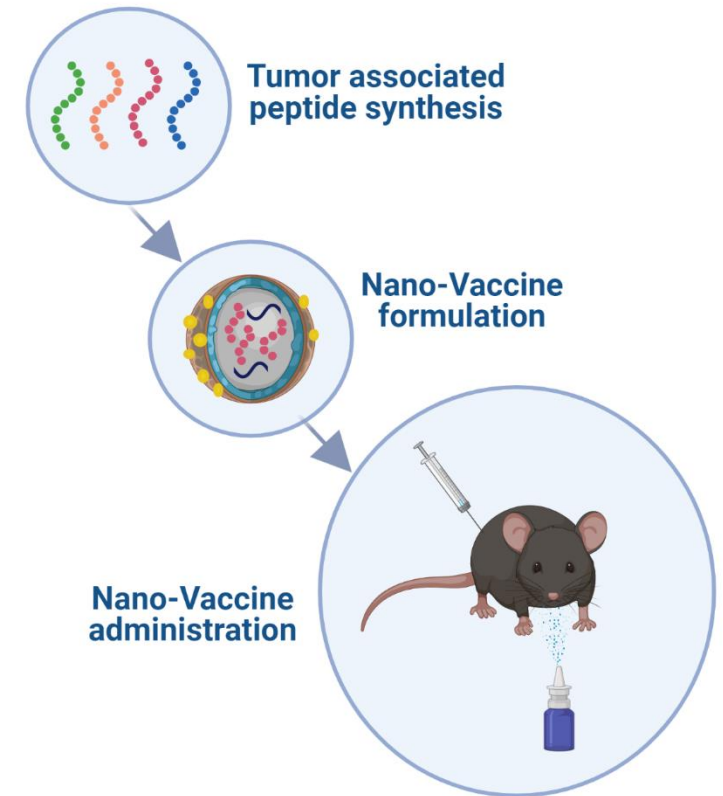 Tumor associated
peptide synthesis
Nano-Vaccine
formulation
Nano-Vaccine
administration